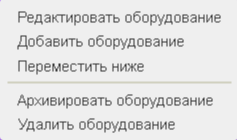 Редактировать оборудование
Добавить оборудование
Переместить ниже
Архивировать оборудование
Удалить оборудование